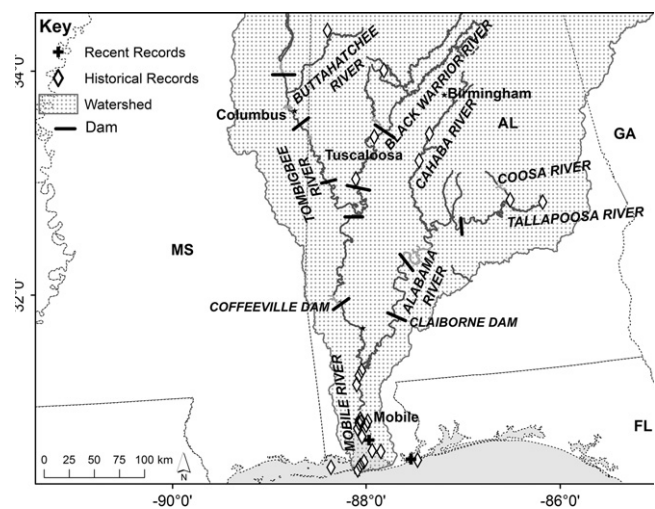 Key
Recent Records
Historical Records
Watershed
Dam
34°0'
32°0'
BUTTAHATCHEE
RIVER
BLACK WARRIOR RIVER
Birmingham
Columbus
AL
GA
Tuscaloosa
CAHABA RIVER
COOSA RIVER
TOMBIGBEE
RIVER
TALLAPOOSA RIVER
MS
ALABAMA
RIVER
COFFEEVILLE DAM
CLAIBORNE DAM
MOBILE RIVER
Mobile
FL
0 25 50 75 100 km
N
-90°0'
-88°0'
-86°0'